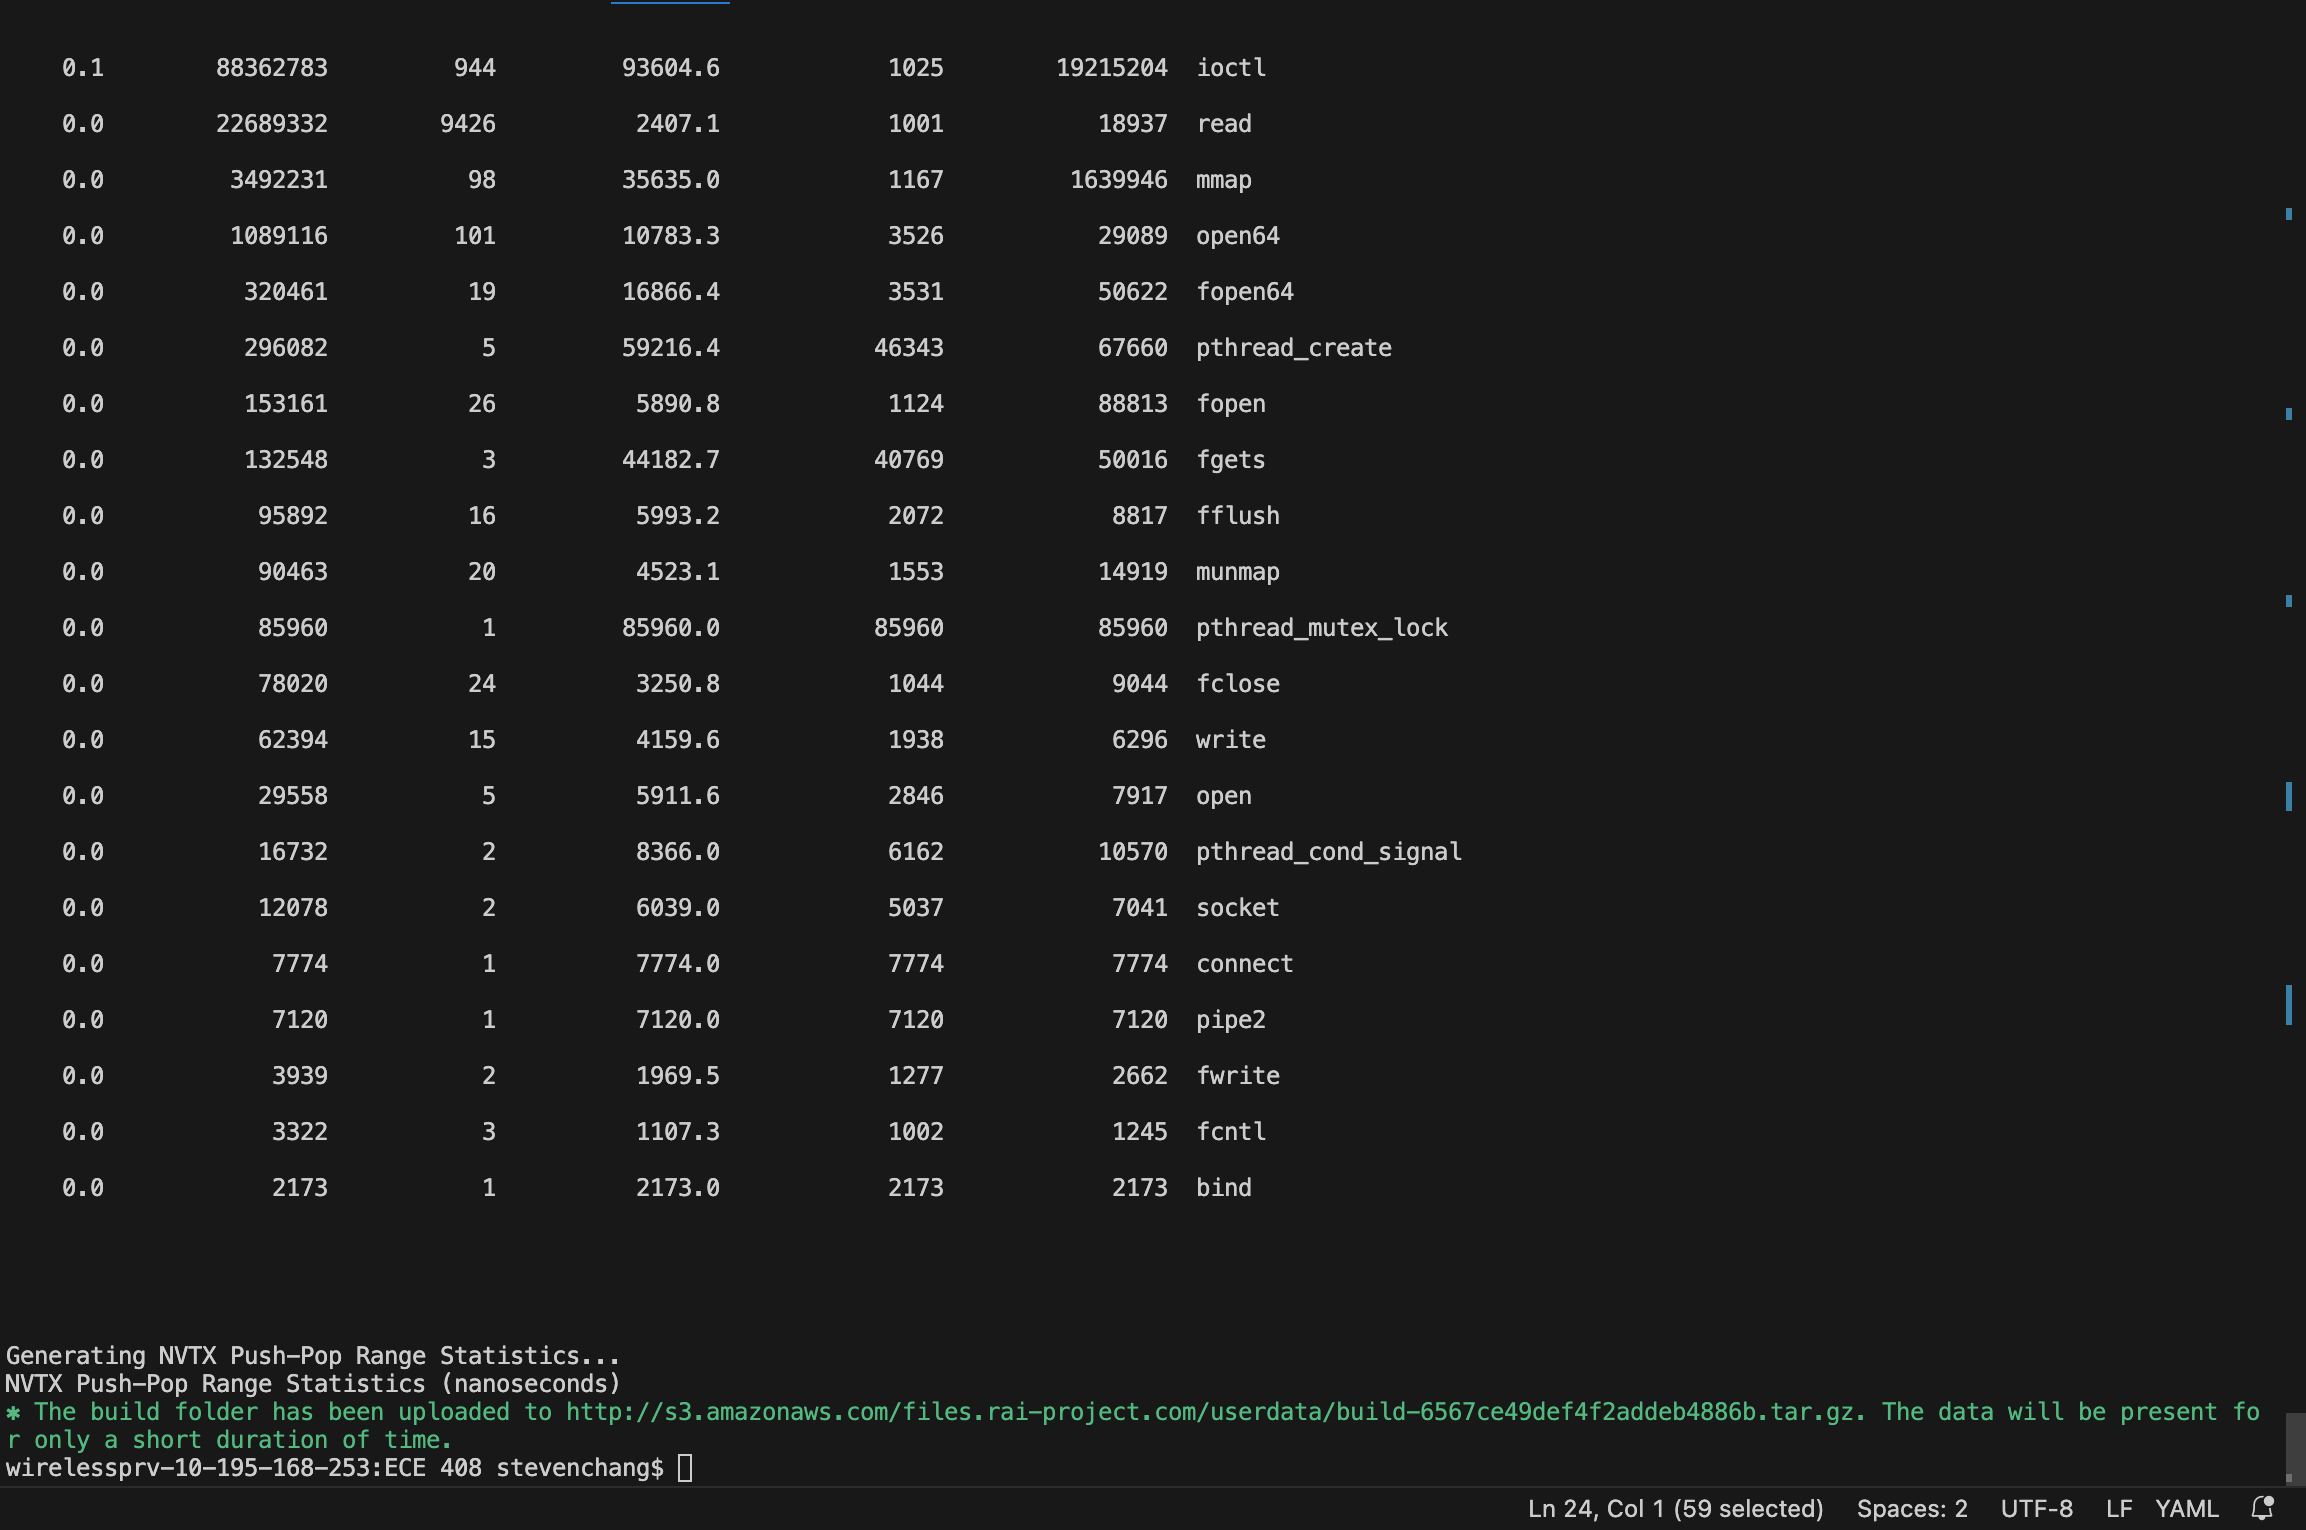 0.1 88362783 944 93604.6 1025 19215204 ioctl
0.0 22689332 9426 2407.1 1001 18937 read
0.0 3492231 98 35635.0 1167 1639946 mmap
0.0 1089116 101 10783.3 3526 29089 open64
0.0 320461 19 16866.4 3531 50622 fopen64
0.0 296082 5 59216.4 46343 67660 pthread_create
0.0 153161 26 5890.8 1124 88813 fopen
0.0 132548 3 44182.7 40769 50016 fgets
0.0 95892 16 5993.2 2072 8817 fflush
0.0 90463 20 4523.1 1553 14919 munmap
0.0 85960 1 85960.0 85960 85960 pthread_mutex_lock
0.0 78020 24 3250.8 1044 9044 fclose
0.0 62394 15 4159.6 1938 6296 write
0.0 29558 5 5911.6 2846 7917 open
0.0 16732 2 8366.0 6162 10570 pthread_cond_signal
0.0 12078 2 6039.0 5037 7041 socket
0.0 7774 1 7774.0 7774 7774 connect
0.0 7120 1 7120.0 7120 7120 pipe2
0.0 3939 2 1969.5 1277 2662 fwrite
0.0 3322 3 1107.3 1002 1245 fcntl
0.0 2173 1 2173.0 2173 2173 bind
Generating NVTX Push-Pop Range Statistics...
NVTX Push-Pop Range Statistics (nanoseconds)
* The build folder has been uploaded to http://s3.amazonaws.com/files.rai-project.com/userdata/build-6567ce49def4f2addeb4886b.tar.gz. The data will be present fo
r only a short duration of time.
wirelessprv-10-195-168-253:ECE 408 stevenchang$
Ln 24, Col 1 (59 selected) Spaces: 2 UTF-8 LF YAML